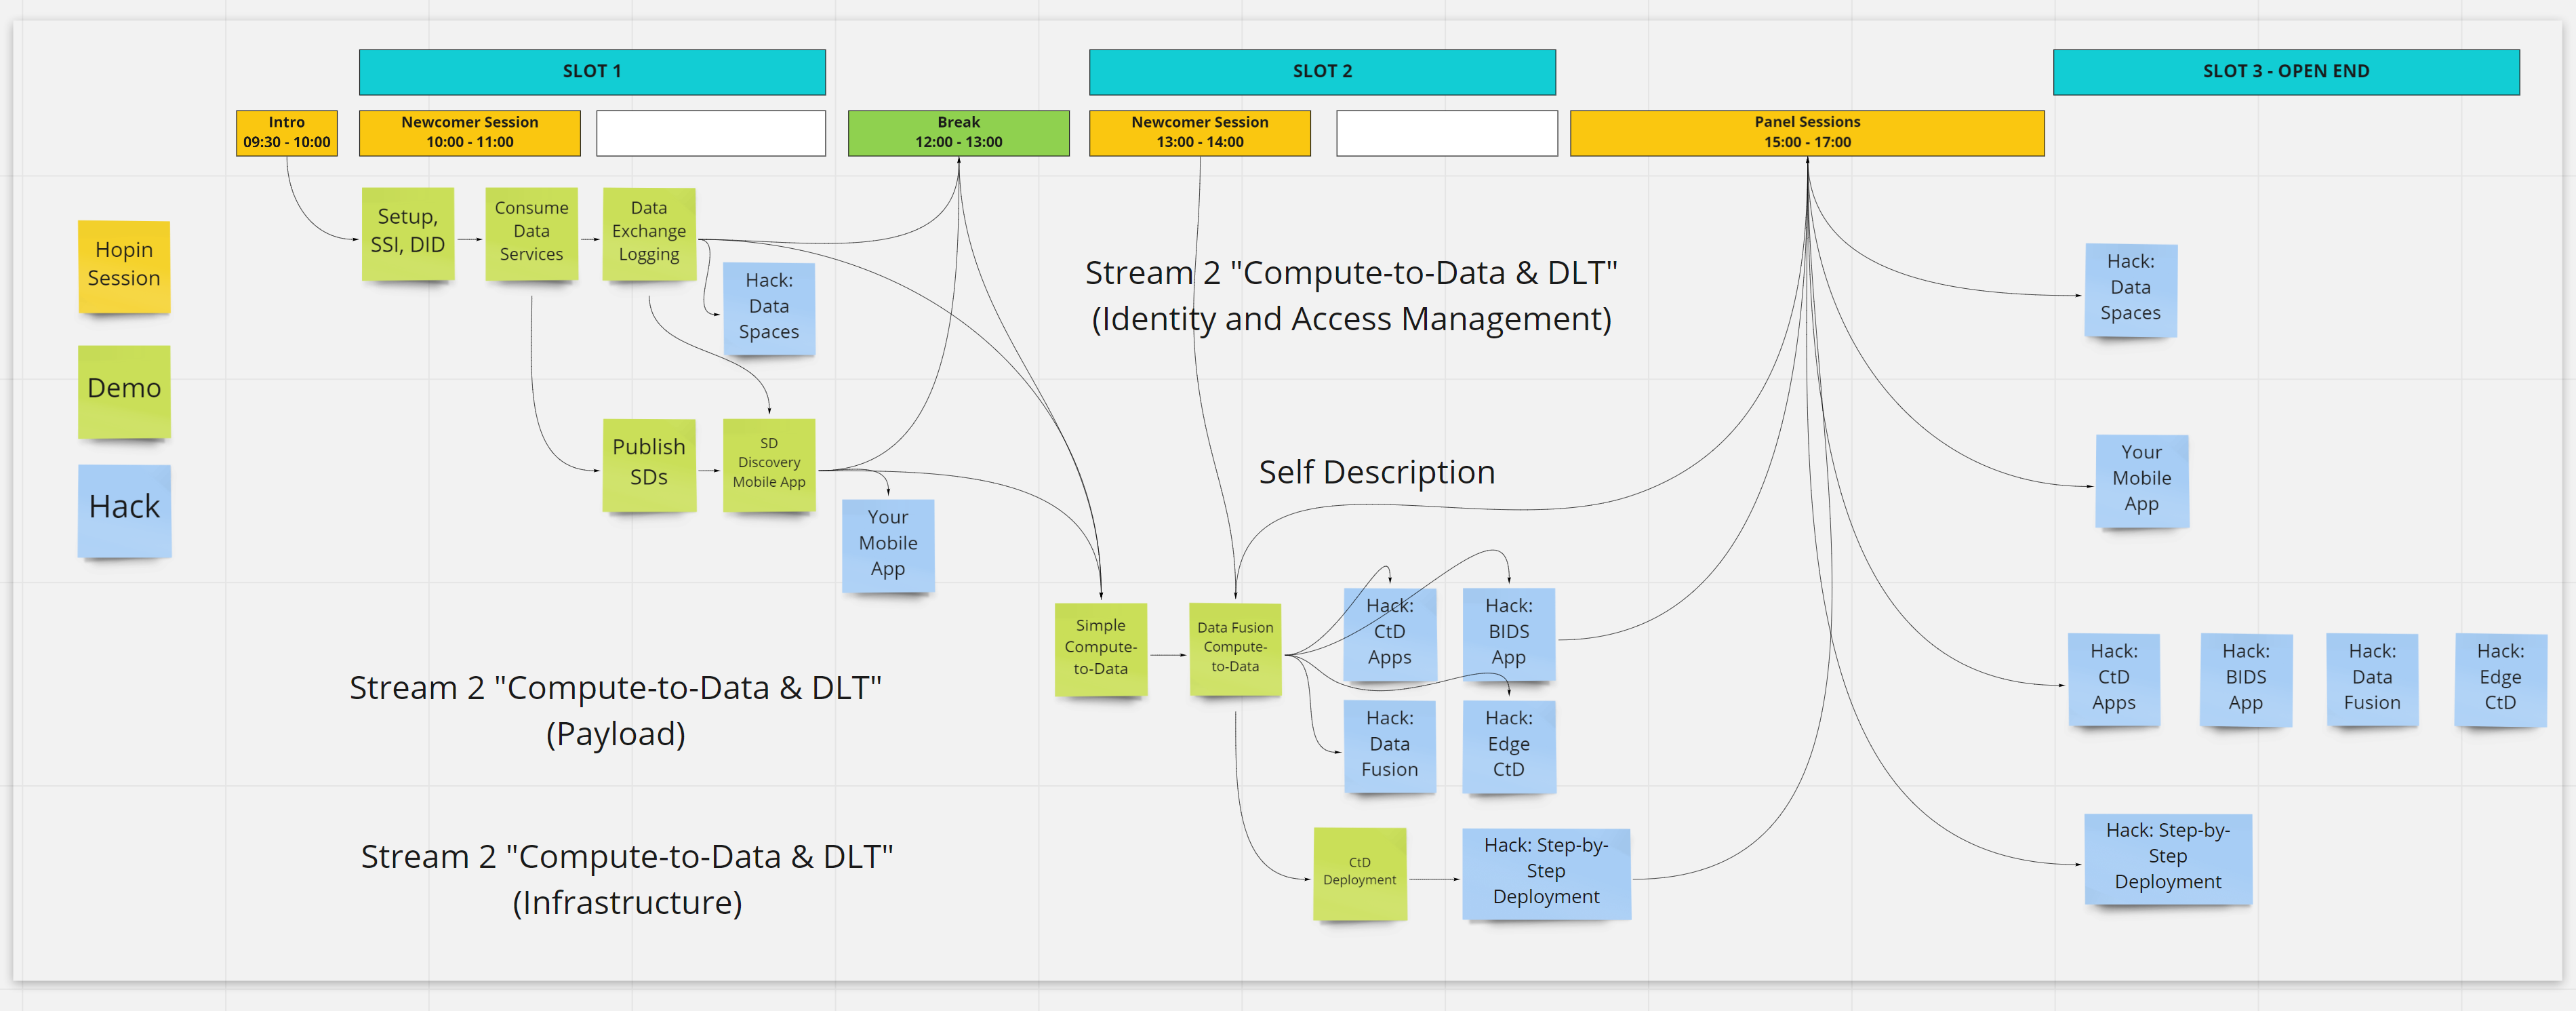 SLOT 1
SLOT 2
SLOT 3 - OPEN END
Intro
09:30 - 10:00
Newcomer Session
10:00 - 11:00
Break
12:00 - 13:00
Newcomer Session
13:00 - 14:00
Panel Sessions
15:00 - 17:00
Hopin
Session
Demo
Hack
Setup,
SSI, DID
Consume
Data
Services
Data
Exchange
Logging
Hack:
Data
Spaces
Stream 2 "Compute-to-Data & DLT"
(Identity and Access Management)
Hack:
Data
Spaces
Publish
SDs
SD
Discovery
Mobile App
Your
Mobile
App
Self Description
Your
Mobile
App
Simple
Compute-
to-Data
Data Fusion
Compute-
to-Data
Hack:
CtD
Apps
Hack:
BIDS
App
Hack:
Data
Fusion
Hack:
Edge
CtD
Hack:
CtD
Apps
Hack:
BIDS
App
Hack:
Data
Fusion
Hack:
Edge
CtD
Stream 2 "Compute-to-Data & DLT"
(Payload)
Stream 2 "Compute-to-Data & DLT"
(Infrastructure)
CtD
Deployment
Hack: Step-by-
Step
Deployment
Hack: Step-by-
Step
Deployment